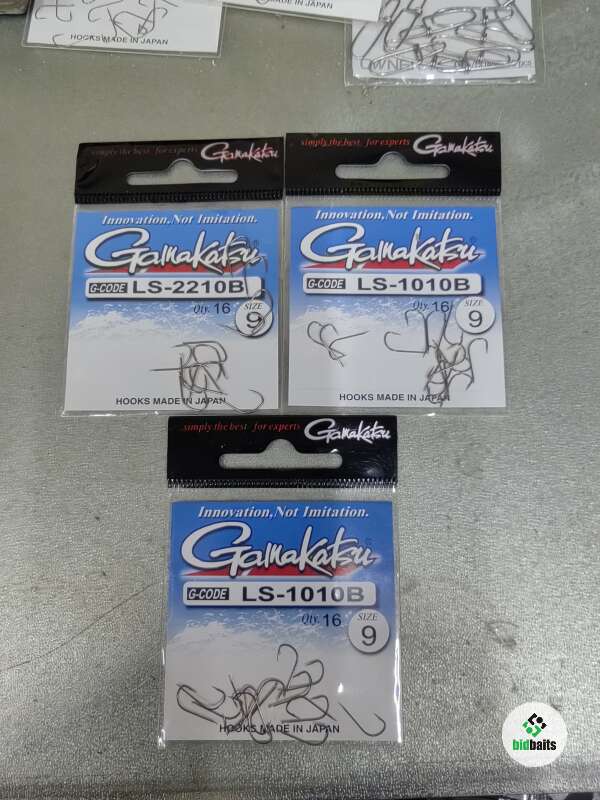 HOOKS MADE IN JAPAN
OWNER
simply the best for experts Gamakatsu
Innovation, Not Imitation.
Gamakatsu
G-CODE LS-2210B
Qty. 16 SIZE 9
HOOKS MADE IN JAPAN
simply the best for experts Gamakatsu
Innovation, Not Imitation.
Gamakatsu
G-CODE LS-1010B
Qty. 16 SIZE 9
HOOKS MADE IN JAPAN
simply the best for experts Gamakatsu
Innovation, Not Imitation.
Gamakatsu
G-CODE LS-1010B
Qty. 16 SIZE 9
HOOKS MADE IN JAPAN
bidbaits